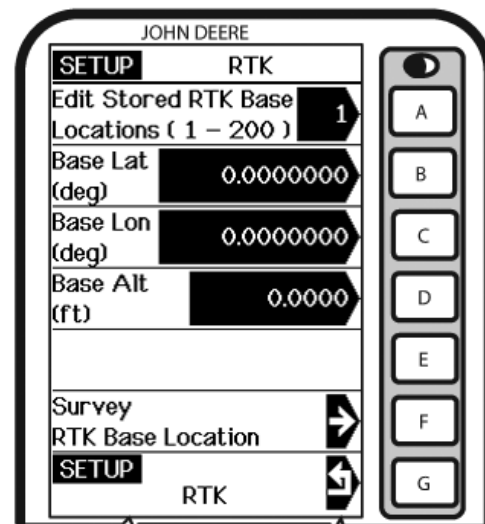 JOHN DEERE
SETUP RTK
Edit Stored RTK Base
Locations ( 1 – 200 ) 1
Base Lat
(deg) 0.0000000
Base Lon
(deg) 0.0000000
Base Alt
(ft) 0.0000
Survey
RTK Base Location
SETUP
RTK
A
B
C
D
E
F
G